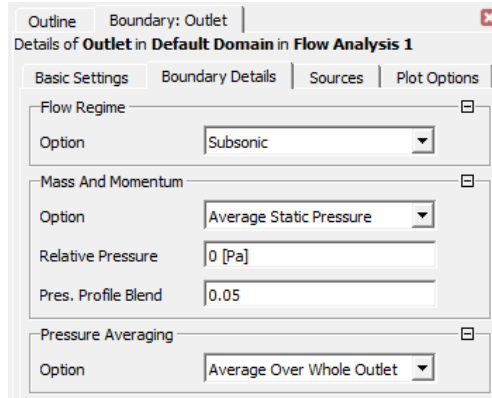 Outline Boundary: Outlet
Details of Outlet in Default Domain in Flow Analysis 1
Basic Settings Boundary Details Sources Plot Options
Flow Regime
Option Subsonic
Mass And Momentum
Option Average Static Pressure
Relative Pressure 0 [Pa]
Pres. Profile Blend 0.05
Pressure Averaging
Option Average Over Whole Outlet